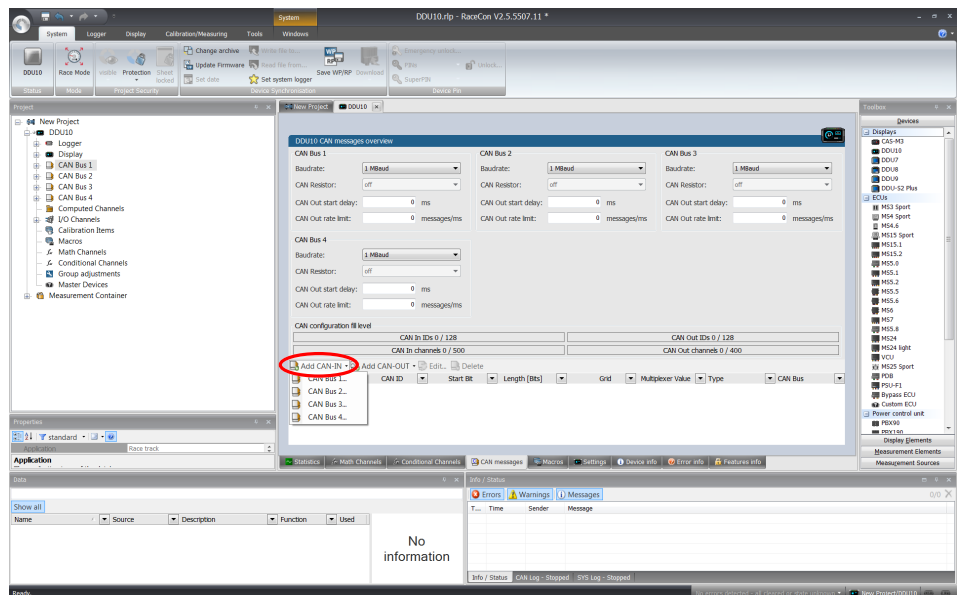 System
DDU10.rlp - RaceCon V2.5.5507.11 *
System Logger Display Calibration/Measuring Tools Windows
DDU10
Status
Race Mode
Mode
visible
Protection
Sheet locked
Project Security
Change archive
Update Firmware
Set date
Write file to...
Read file from...
Set system logger
Save WP/RP
Download
Device Synchronisation
Emergency unlock...
PINs
SuperPIN
Unlock...
Device Pin
Project
New Project
DDU10
Logger
Display
CAN Bus 1
CAN Bus 2
CAN Bus 3
CAN Bus 4
Computed Channels
I/O Channels
Calibration Items
Macros
Math Channels
Conditional Channels
Group adjustments
Master Devices
Measurement Container
Properties
standard
Application Race track
Application
New Project DDU10
DDU10 CAN messages overview
CAN Bus 1
Baudrate: 1 MBaud
CAN Resistor: off
CAN Out start delay: 0 ms
CAN Out rate limit: 0 messages/ms
CAN Bus 2
Baudrate: 1 MBaud
CAN Resistor: off
CAN Out start delay: 0 ms
CAN Out rate limit: 0 messages/ms
CAN Bus 3
Baudrate: 1 MBaud
CAN Resistor: off
CAN Out start delay: 0 ms
CAN Out rate limit: 0 messages/ms
CAN Bus 4
Baudrate: 1 MBaud
CAN Resistor: off
CAN Out start delay: 0 ms
CAN Out rate limit: 0 messages/ms
CAN configuration fill level
CAN In IDs 0 / 128 CAN Out IDs 0 / 128
CAN In channels 0 / 500 CAN Out channels 0 / 400
Add CAN-IN Add CAN-OUT Edit... Delete
CAN ID Start Bit Length [Bits] Grid Multiplexer Value Type CAN Bus
CAN Bus 1...
CAN Bus 2...
CAN Bus 3...
CAN Bus 4...
Statistics Math Channels Conditional Channels CAN messages Macros Settings Device info Error info Features info
Toolbox
Devices
Displays
CAS-M3
DDU10
DDU7
DDU8
DDU9
DDU-S2 Plus
ECUs
MS3 Sport
MS4 Sport
MS4.6
MS15 Sport
MS15.1
MS15.2
MS5.0
MS5.1
MS5.2
MS5.5
MS5.6
MS6
MS7
MS5.8
MS24
MS24 light
VCU
MS25 Sport
PDB
PSU-F1
Bypass ECU
Custom ECU
Power control unit
PBX90
PBX190
Display Elements
Measurement Elements
Measurement Sources
Data
Show all
Name Source Description Function Used
No
information
Info / Status
Errors Warnings Messages 0/0
T... Time Sender Message
Info / Status CAN Log - Stopped SYS Log - Stopped
Ready.
New Project/DDU10